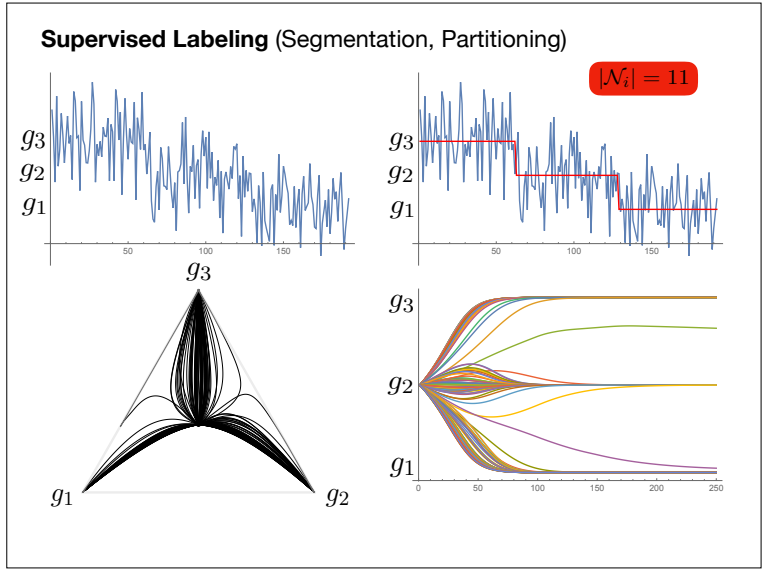 Supervised Labeling (Segmentation, Partitioning)
|𝒩ᵢ| = 11
g₃
g₂
g₁
50 100 150
g₃
g₂
g₁
50 100 150
g₃
g₁ g₂
g₃
g₂
g₁
0 50 100 150 200 250